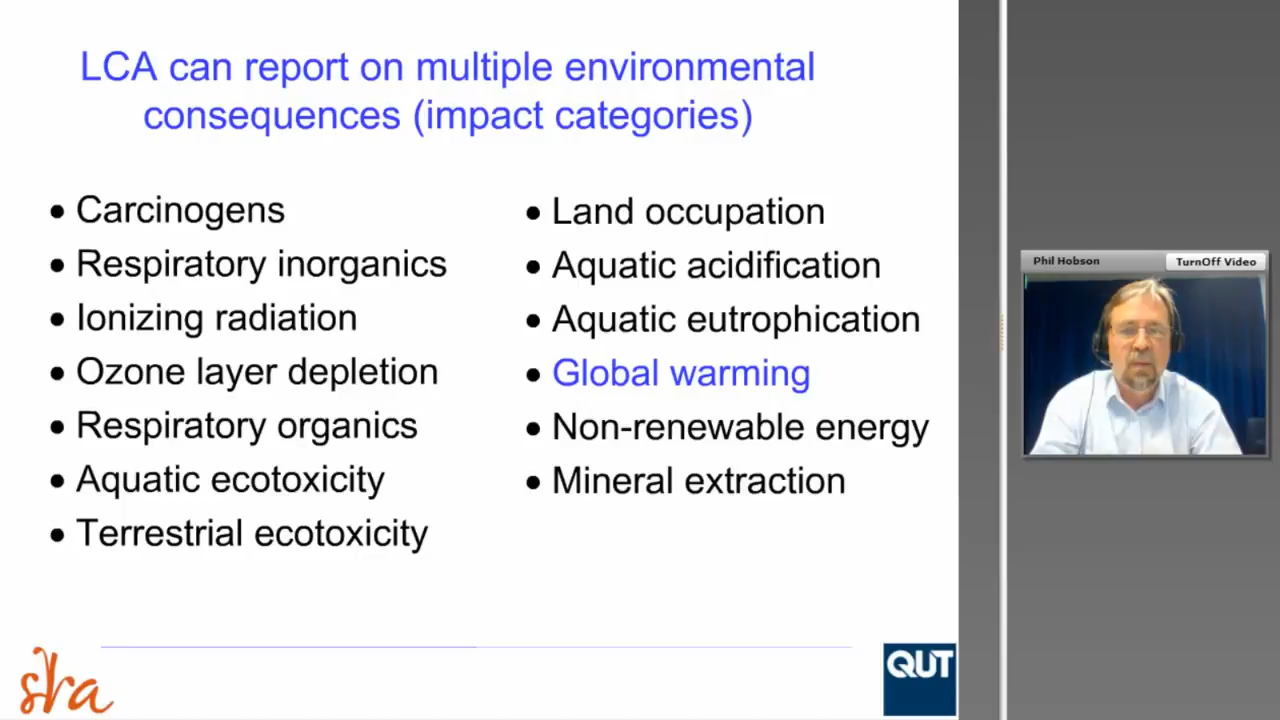 LCA can report on multiple environmental
consequences (impact categories)
• Carcinogens
• Respiratory inorganics
• Ionizing radiation
• Ozone layer depletion
• Respiratory organics
• Aquatic ecotoxicity
• Terrestrial ecotoxicity
• Land occupation
• Aquatic acidification
• Aquatic eutrophication
• Global warming
• Non-renewable energy
• Mineral extraction
sra
QUT
Phil Hobson
TurnOff Video